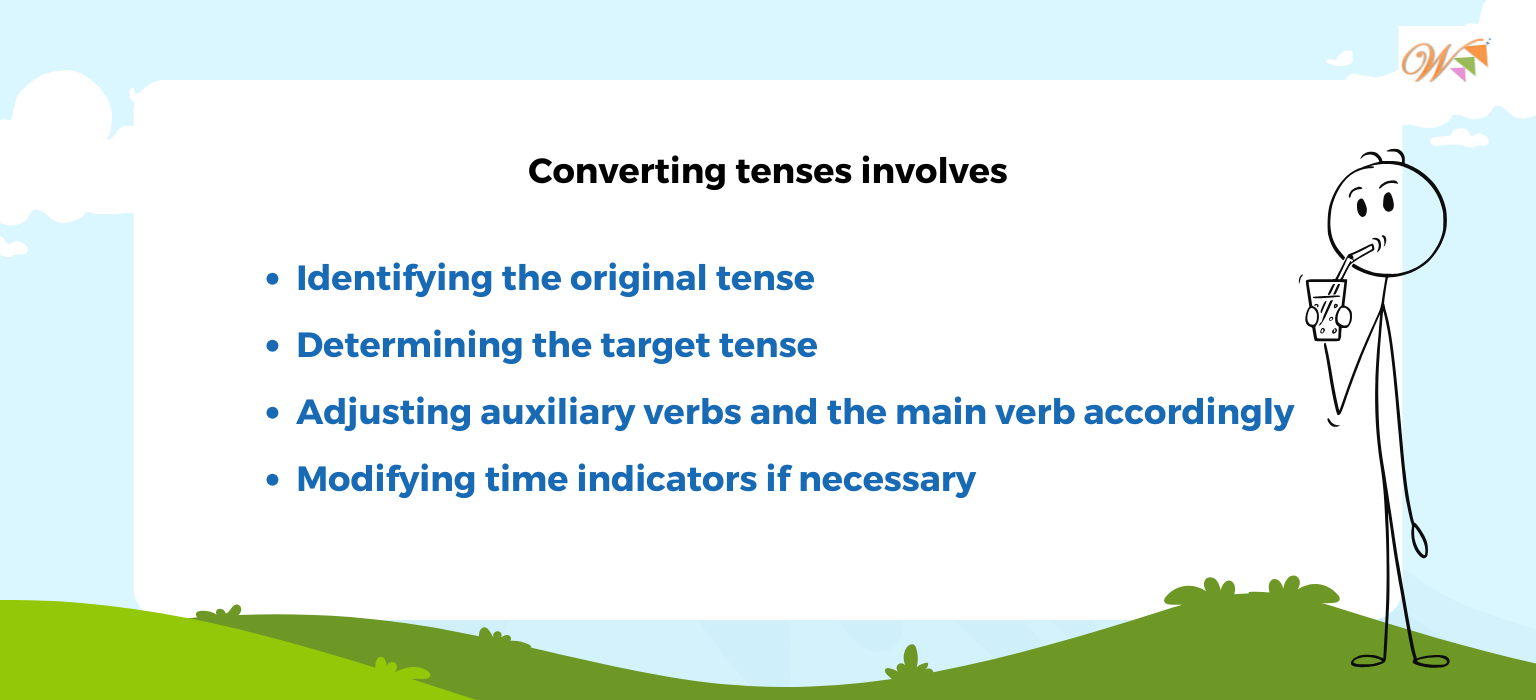 W
Converting tenses involves
• Identifying the original tense
• Determining the target tense
• Adjusting auxiliary verbs and the main verb accordingly
• Modifying time indicators if necessary